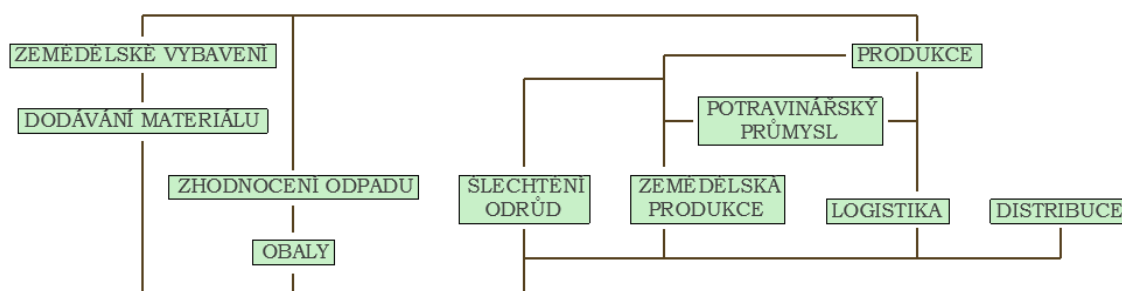 ZEMĚDĚLSKÉ VYBAVENÍ
PRODUKCE
DODÁVÁNÍ MATERIÁLU
POTRAVINÁŘSKÝ
PRŮMYSL
ZHODNOCENÍ ODPADU
ŠLECHTĚNÍ
ODRŮD
ZEMĚDĚLSKÁ
PRODUKCE
LOGISTIKA
DISTRIBUCE
OBALY